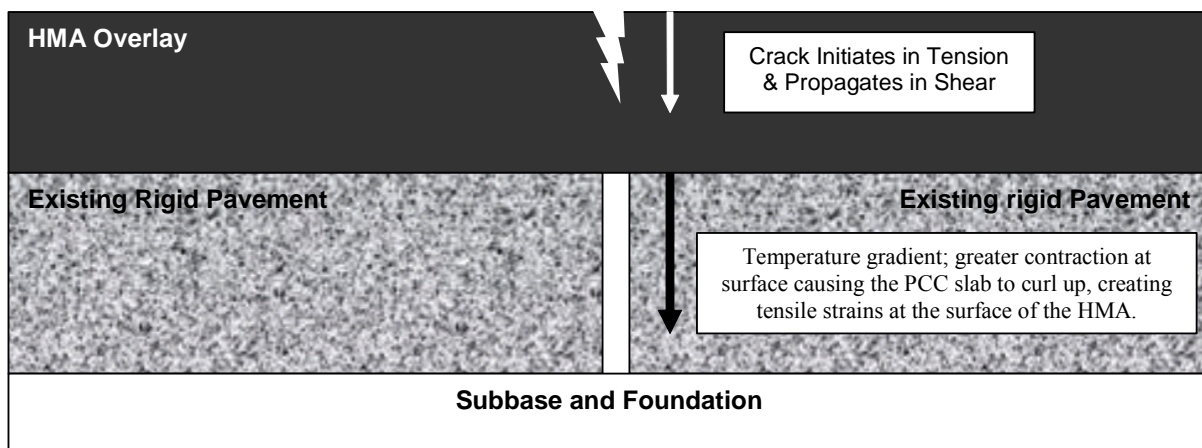 HMA Overlay
Crack Initiates in Tension
& Propagates in Shear
Existing Rigid Pavement
Existing rigid Pavement
Temperature gradient; greater contraction at
surface causing the PCC slab to curl up, creating
tensile strains at the surface of the HMA.
Subbase and Foundation